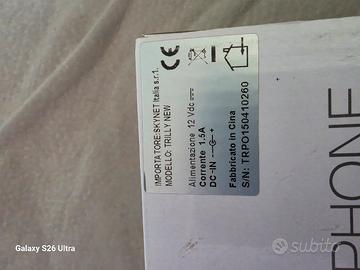 IMPORTATORE:SKYNET Italia s.r.l.
MODELLO: TRILLY NEW
Alimentazione 12 Vdc
Corrente 1.5A
DC-IN
Fabbricato in Cina
S/N: TRPO150410260
CE
PHONE
Galaxy S26 Ultra
subito